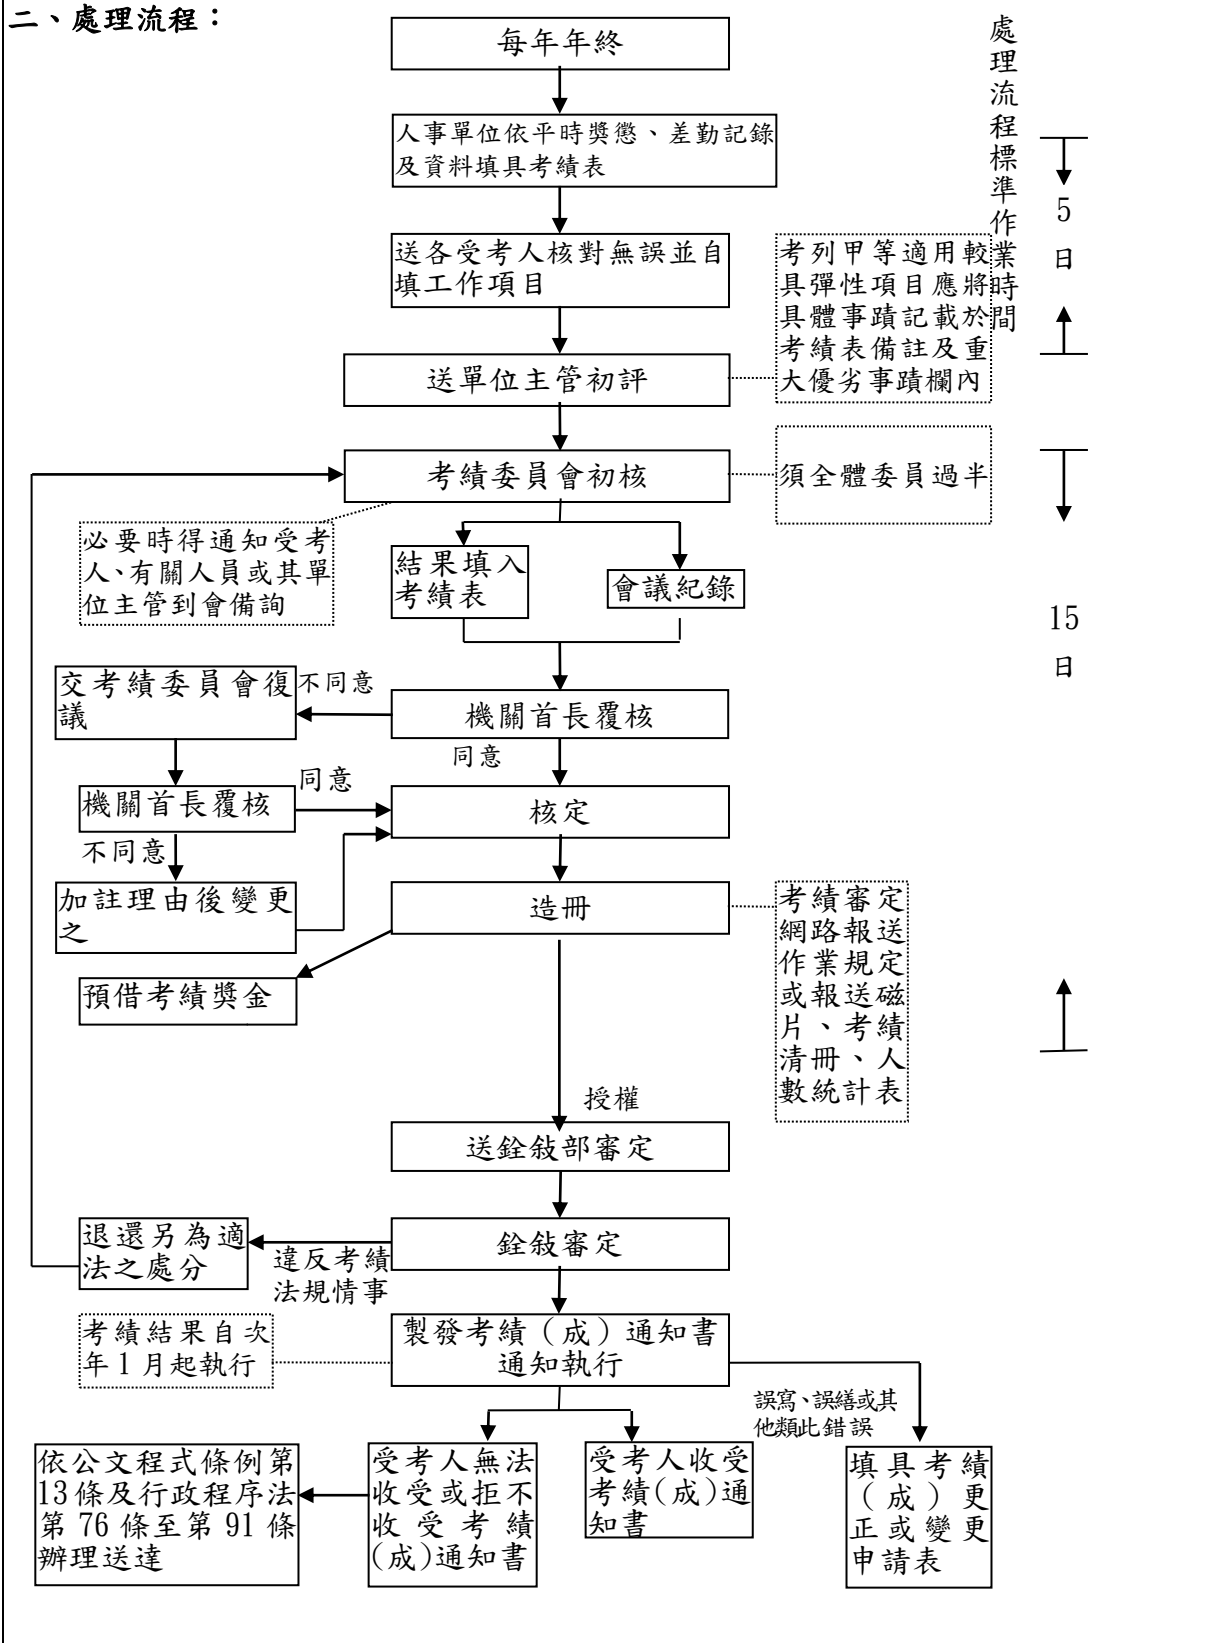 二、處理流程：
每年年終
處理流程標準作業時間
人事單位依平時獎懲、差勤記錄
及資料填具考績表
5
日
送各受考人核對無誤並自
填工作項目
考列甲等適用較
具彈性項目應將
具體事蹟記載於
考績表備註及重
大優劣事蹟欄內
送單位主管初評
考績委員會初核
須全體委員過半
必要時得通知受考
人、有關人員或其單
位主管到會備詢
結果填入
考績表
會議紀錄
15
日
交考績委員會復
議
不同意
機關首長覆核
同意
機關首長覆核
同意
核定
不同意
加註理由後變更
之
造冊
考績審定
網路報送
作業規定
或報送磁
片、考績
清冊、人
數統計表
預借考績獎金
授權
送銓敍部審定
退還另為適
法之處分
違反考績
法規情事
銓敍審定
考績結果自次
年1月起執行
製發考績（成）通知書
通知執行
誤寫、誤繕或其
他類此錯誤
依公文程式條例第
13條及行政程序法
第 76 條至第 91 條
辦理送達
受考人無法
收受或拒不
收受考績
(成)通知書
受考人收受
考績(成)通
知書
填具考績
（成）更
正或變更
申請表